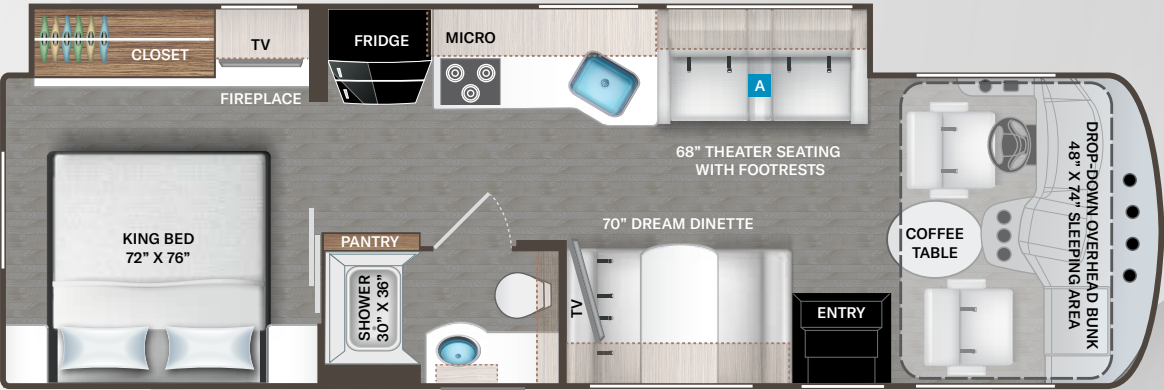 CLOSET
TV
FIREPLACE
FRIDGE
MICRO
A
68” THEATER SEATING
WITH FOOTRESTS
70” DREAM DINETTE
KING BED
72” X 76”
PANTRY
SHOWER
30” X 36”
TV
ENTRY
COFFEE
TABLE
DROP-DOWN OVERHEAD BUNK
48” X 74” SLEEPING AREA